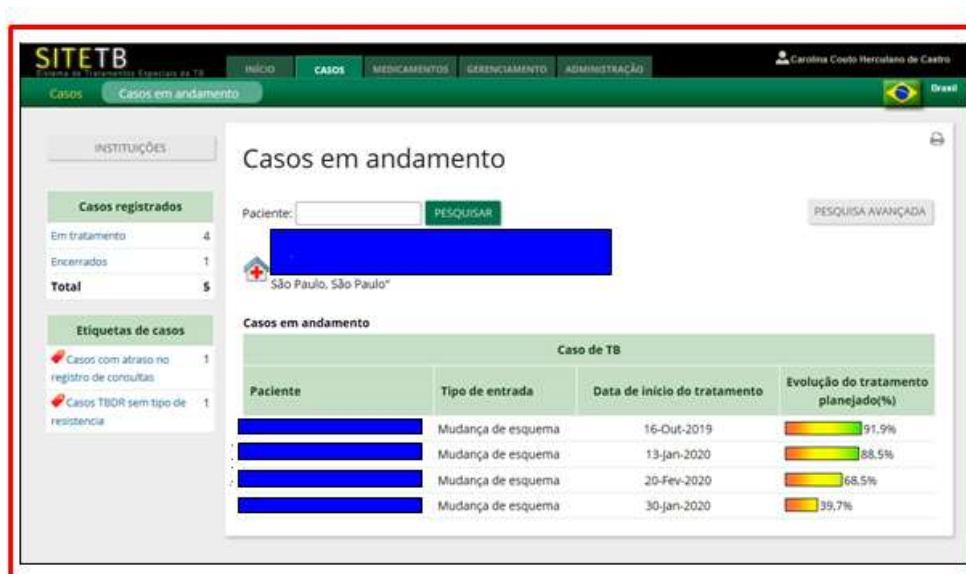 SITETB
Sistema de Tratamentos Especiais da TB
INÍCIO CASOS MEDICAMENTOS GERENCIAMENTO ADMINISTRAÇÃO
Carolina Couto Herculano de Castro
Casos Casos em andamento
Brasil
INSTITUIÇÕES
Casos registrados
Em tratamento 4
Encerrados 1
Total 5
Etiquetas de casos
Casos com atraso no 1
registro de consultas
Casos TBDR sem tipo de 1
resistencia
Casos em andamento
Paciente: PESQUISAR
PESQUISA AVANÇADA
São Paulo, São Paulo"
Casos em andamento
Caso de TB
Paciente Tipo de entrada Data de início do tratamento Evolução do tratamento
planejado(%)
Mudança de esquema 16-Out-2019 91,9%
Mudança de esquema 13-Jan-2020 88,5%
Mudança de esquema 20-Fev-2020 68,5%
Mudança de esquema 30-Jan-2020 39,7%